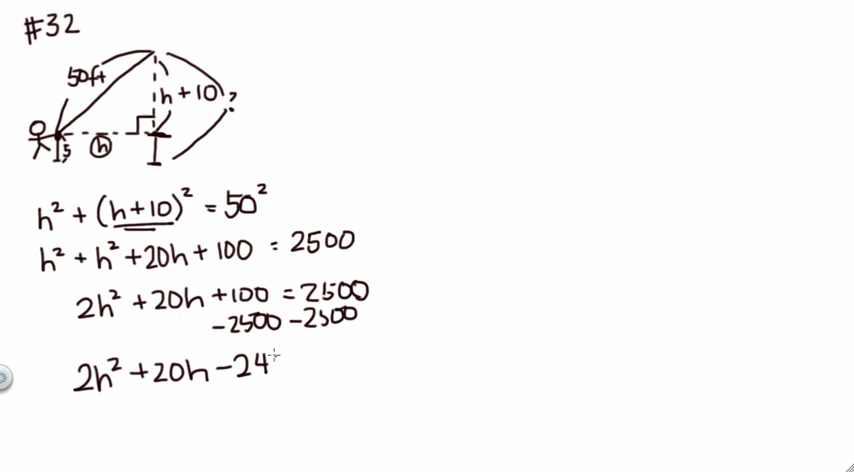 #32
50ft
h + 10 ?
5
h
h² + (h+10)² = 50²
h² + h² + 20h + 100 = 2500
2h² + 20h + 100 = 2500
-2500 -2500
2h² + 20h - 24